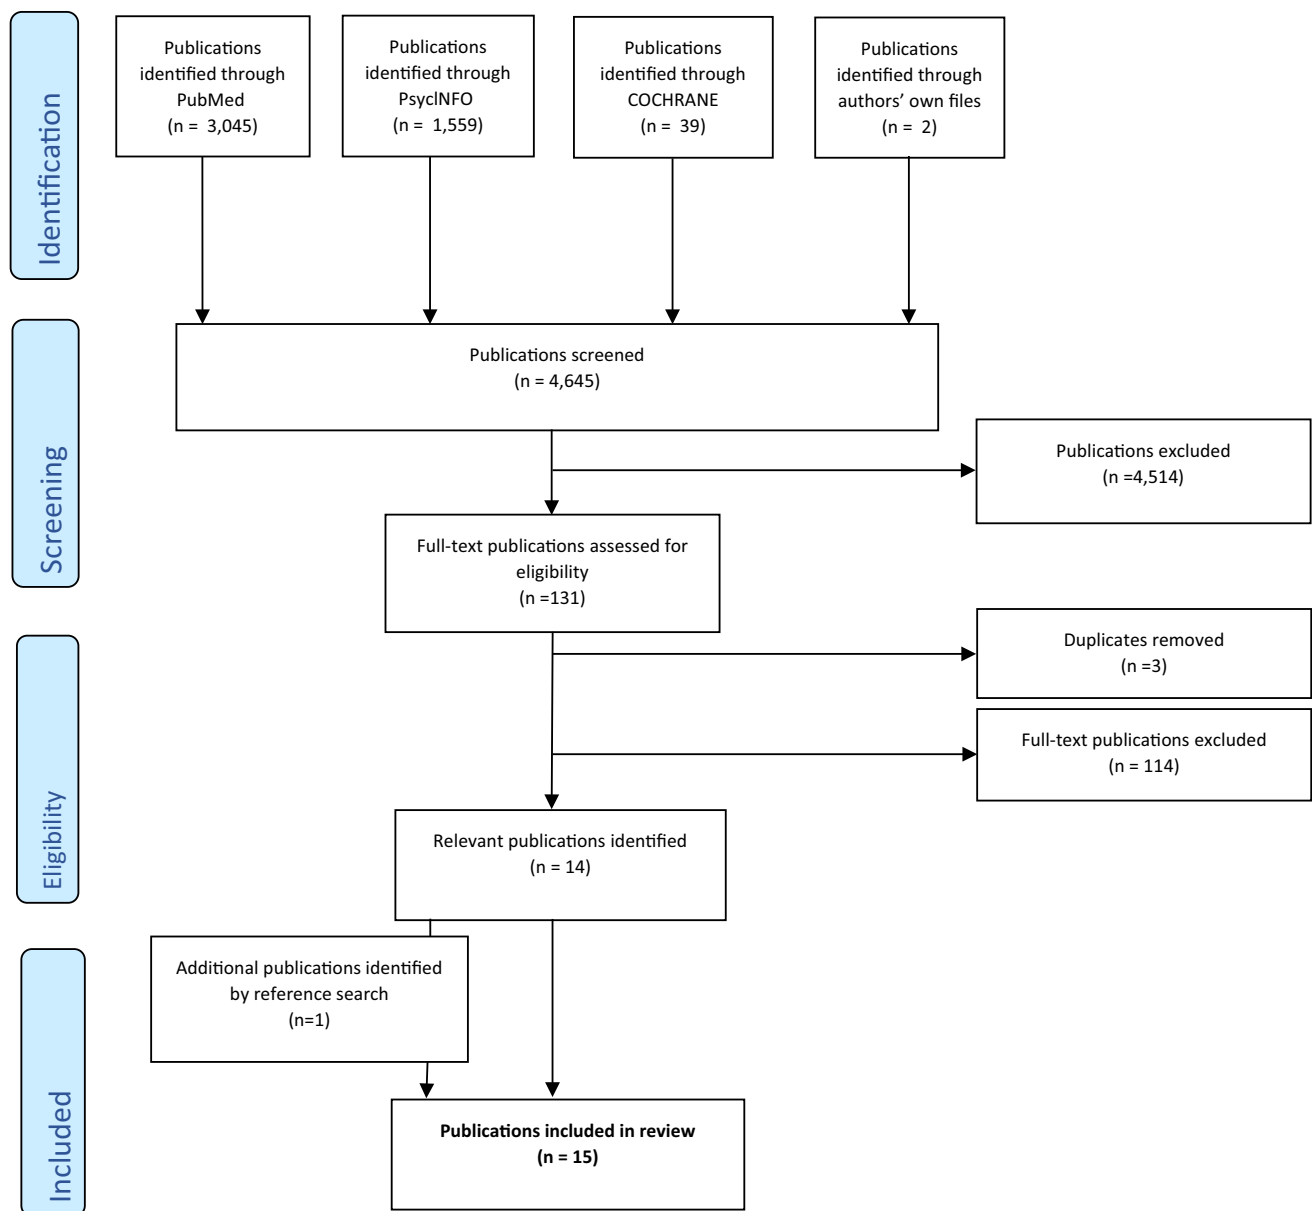 Identification
Publications
identified through
PubMed
(n = 3,045)
Publications
identified through
PsyclNFO
(n = 1,559)
Publications
identified through
COCHRANE
(n = 39)
Publications
identified through
authors’ own files
(n = 2)
Screening
Publications screened
(n = 4,645)
Publications excluded
(n =4,514)
Full-text publications assessed for
eligibility
(n =131)
Eligibility
Duplicates removed
(n =3)
Full-text publications excluded
(n = 114)
Relevant publications identified
(n = 14)
Included
Additional publications identified
by reference search
(n=1)
Publications included in review
(n = 15)